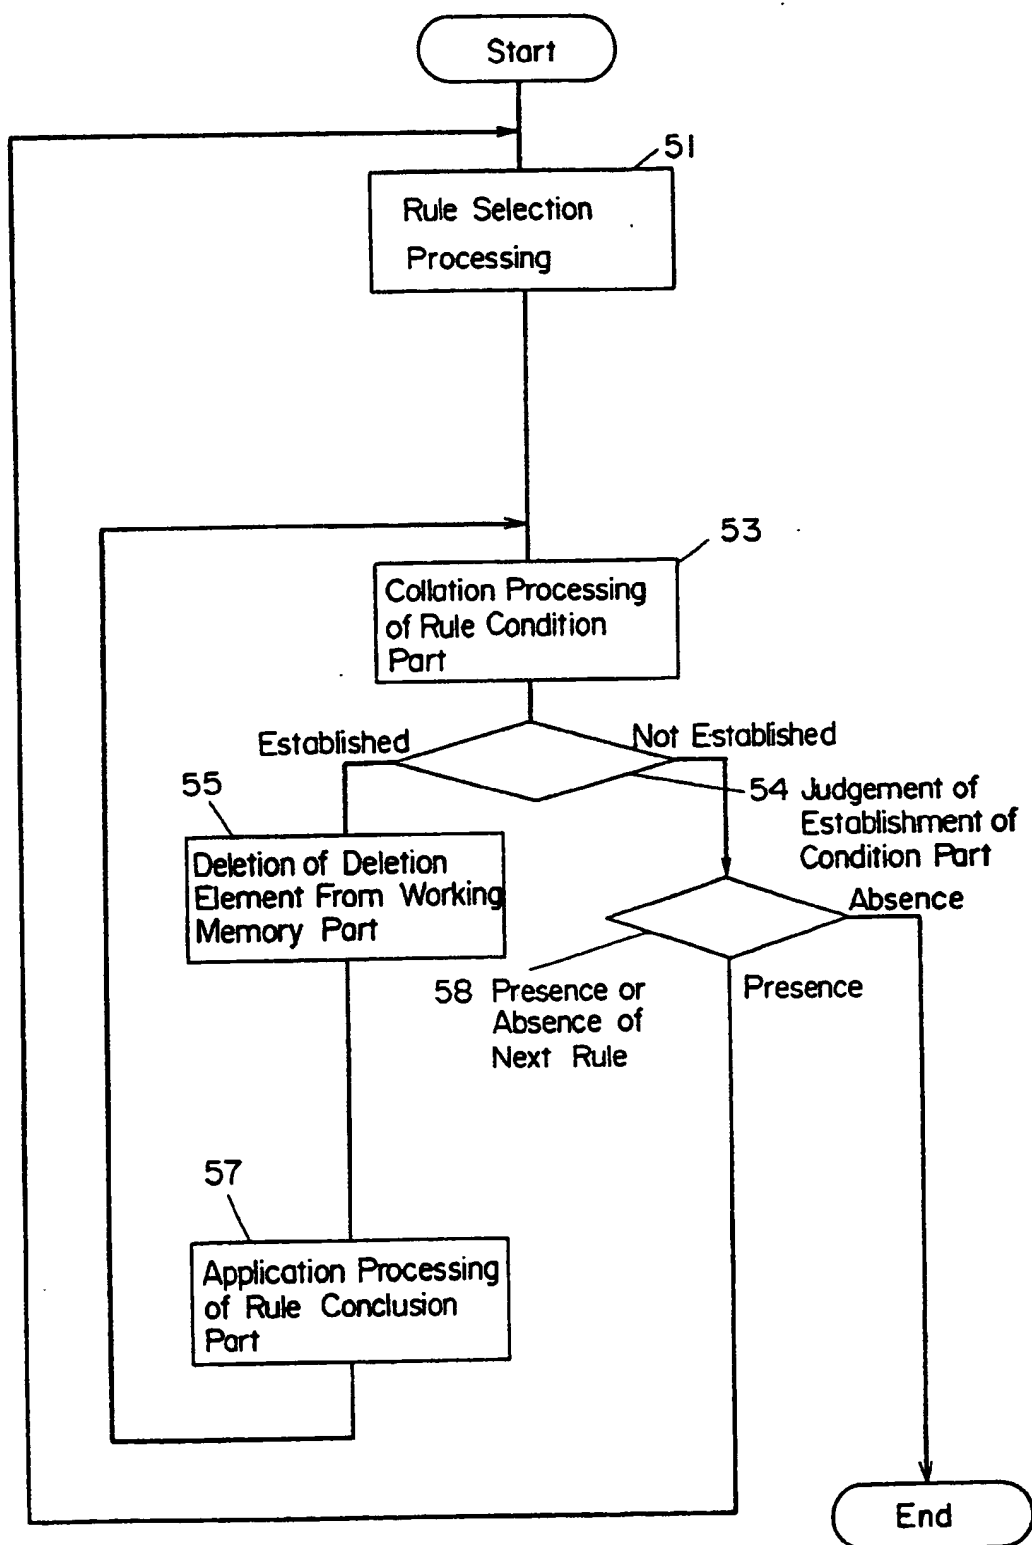 Start
51
Rule Selection
Processing
53
Collation Processing
of Rule Condition
Part
Established
Not Established
54 Judgement of
Establishment of
Condition Part
55
Deletion of Deletion
Element From Working
Memory Part
Absence
58 Presence or
Absence of
Next Rule
Presence
57
Application Processing
of Rule Conclusion
Part
End